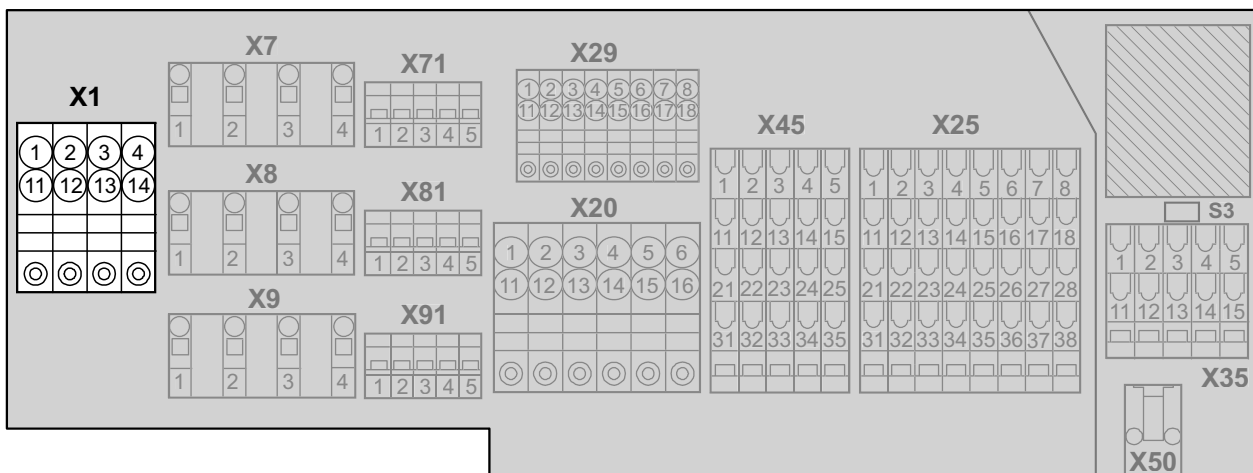 X1
1 2 3 4
11 12 13 14
X7
1 2 3 4
X8
1 2 3 4
X9
1 2 3 4
X71
1 2 3 4 5
X81
1 2 3 4 5
X91
1 2 3 4 5
X29
1 2 3 4 5 6 7 8
11 12 13 14 15 16 17 18
X20
1 2 3 4 5 6
11 12 13 14 15 16
X45
1 2 3 4 5
11 12 13 14 15
21 22 23 24 25
31 32 33 34 35
X25
1 2 3 4 5 6 7 8
11 12 13 14 15 16 17 18
21 22 23 24 25 26 27 28
31 32 33 34 35 36 37 38
S3
1 2 3 4 5
11 12 13 14 15
X35
X50